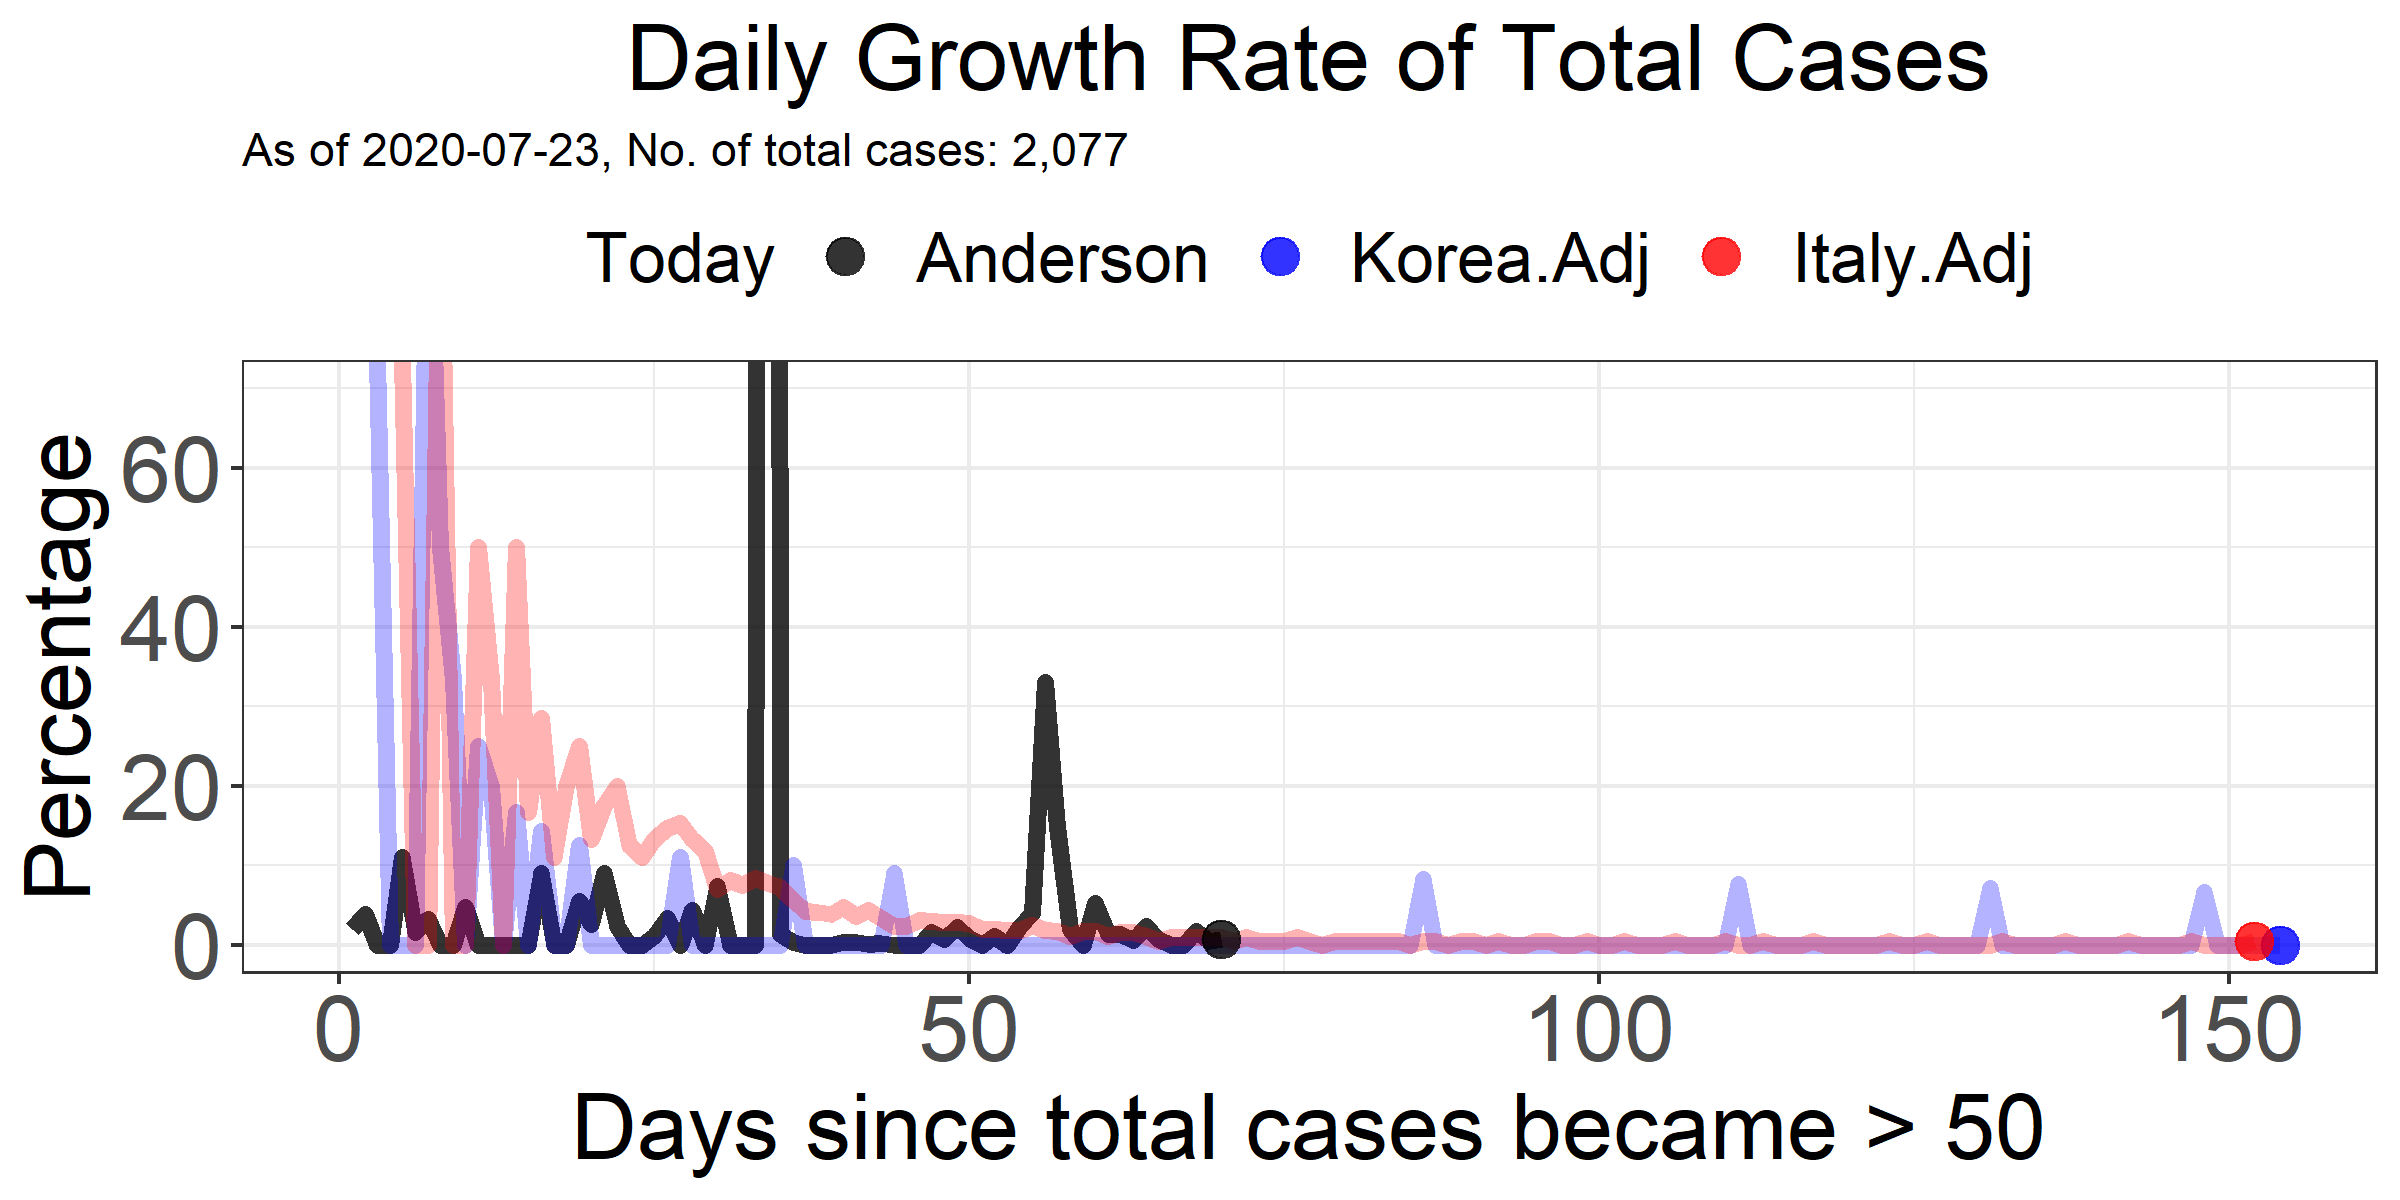 Daily Growth Rate of Total Cases
As of 2020-07-23, No. of total cases: 2,077
Today Anderson Korea.Adj Italy.Adj
Percentage
60
40
20
0
0 50 100 150
Days since total cases became > 50